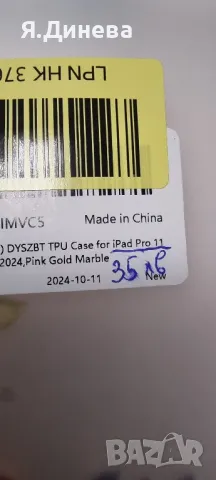 Я.Динева
LPN HK 376
IMVC5
Made in China
) DYSZBT TPU Case for iPad Pro 11
2024,Pink Gold Marble
35 лв
2024-10-11
New
bazar